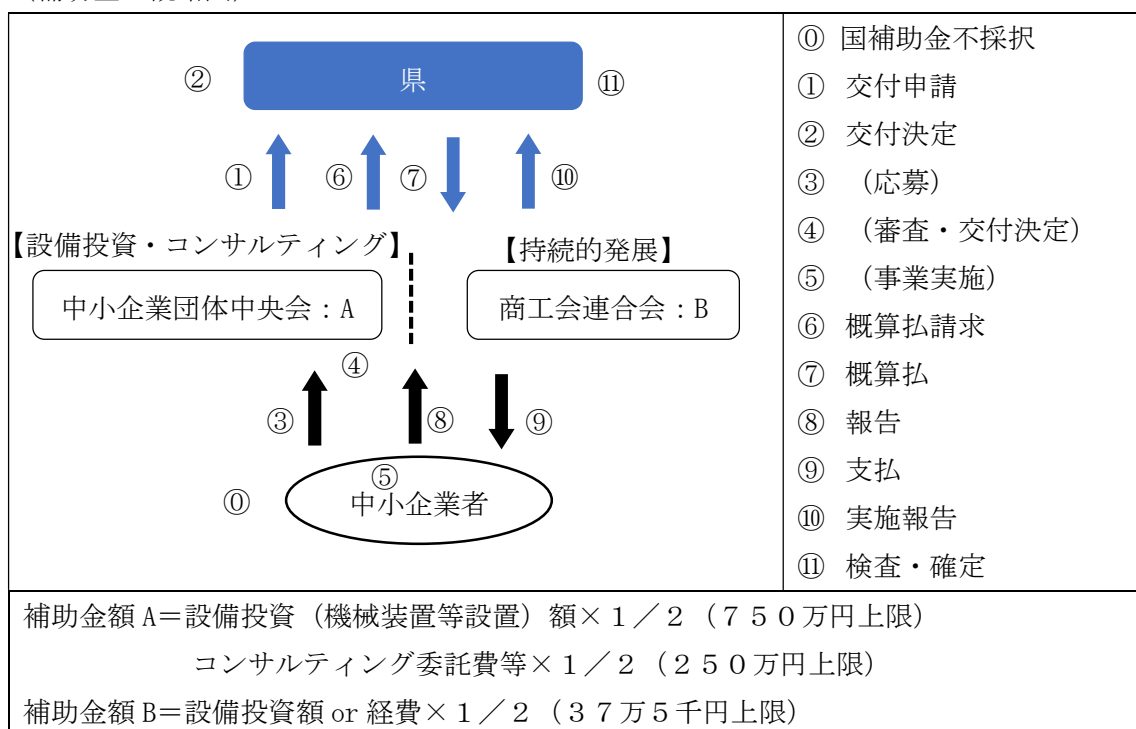 ② 県 ⑪
① ⑥ ⑦ ⑩
【設備投資・コンサルティング】 【持続的発展】
中小企業団体中央会：A 商工会連合会：B
④
③ ⑧ ⑨
⑤
⓪ 中小企業者
⓪ 国補助金不採択
① 交付申請
② 交付決定
③ （応募）
④ （審査・交付決定）
⑤ （事業実施）
⑥ 概算払請求
⑦ 概算払
⑧ 報告
⑨ 支払
⑩ 実施報告
⑪ 検査・確定
補助金額 A＝設備投資（機械装置等設置）額×１／２（７５０万円上限）
コンサルティング委託費等×１／２（２５０万円上限）
補助金額 B＝設備投資額 or 経費×１／２（３７万５千円上限）